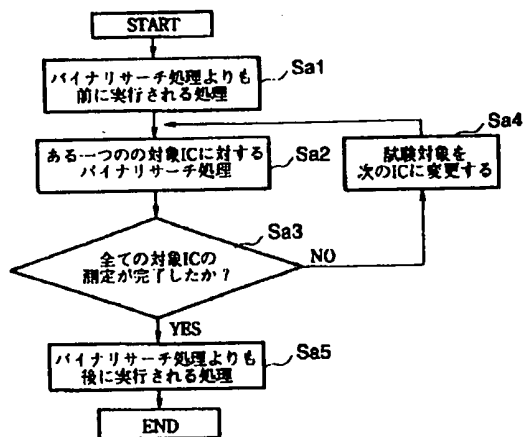 START
バイナリサーチ処理よりも
前に実行される処理
Sa1
ある一つのの対象ICに対する
バイナリサーチ処理
Sa2
Sa4
試験対象を
次のICに変更する
Sa3
全ての対象ICの
測定が完了したか?
NO
YES
バイナリサーチ処理よりも
後に実行される処理
Sa5
END